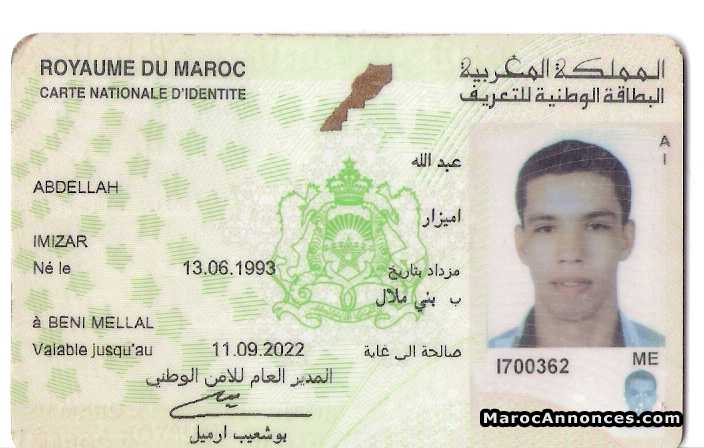 ROYAUME DU MAROC
المملكة المغربية
CARTE NATIONALE D'IDENTITE
البطاقة الوطنية للتعريف
عبد الله
ABDELLAH
اميزار
IMIZAR
Né le 13.06.1993 مزداد بتاريخ
ب بني ملال
à BENI MELLAL
Valable jusqu'au 11.09.2022 صالحة الى غاية
المدير العام للامن الوطني
بوشعيب ارميل
A
I
I700362
ME
MarocAnnonces.com